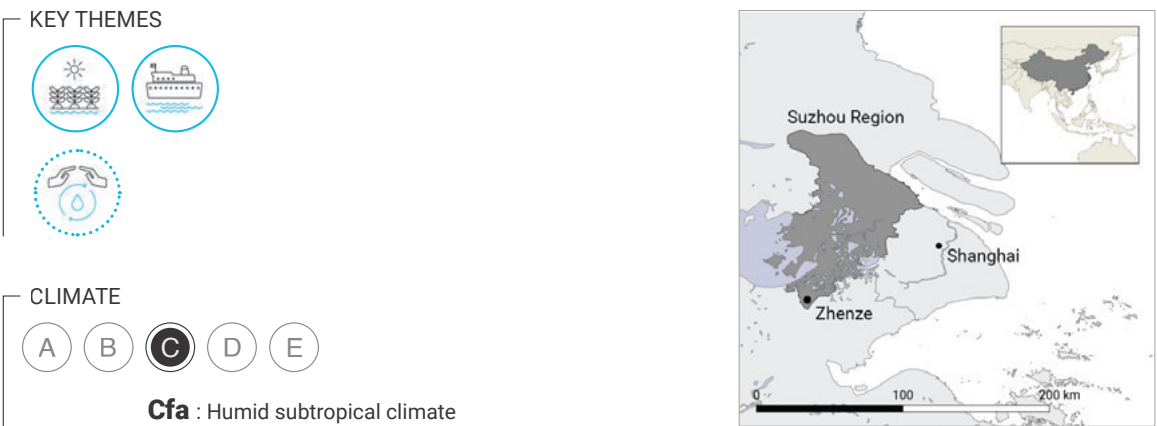 KEY THEMES
CLIMATE
A B C D E
Cfa : Humid subtropical climate
Suzhou Region
Shanghai
Zhenze
0 100 200 km